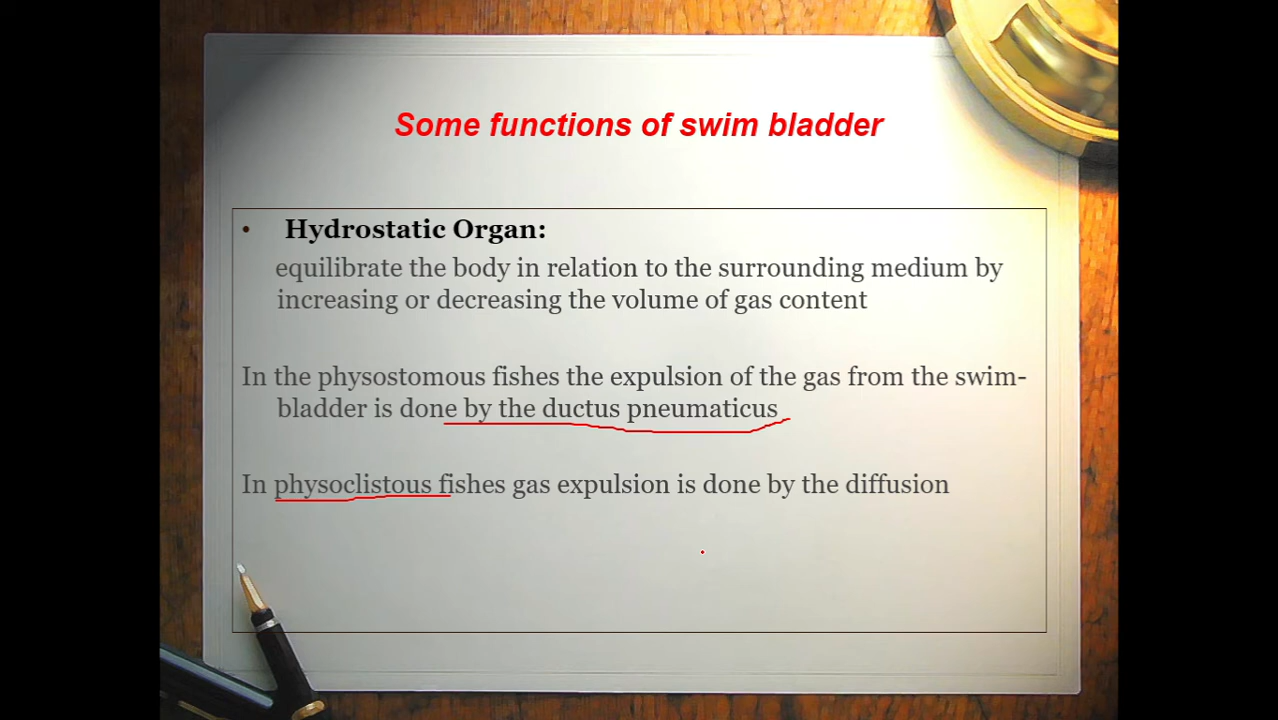 Some functions of swim bladder
• Hydrostatic Organ:
equilibrate the body in relation to the surrounding medium by
increasing or decreasing the volume of gas content
In the physostomous fishes the expulsion of the gas from the swim-
bladder is done by the ductus pneumaticus
In physoclistous fishes gas expulsion is done by the diffusion